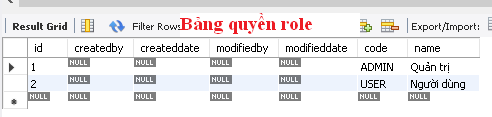 Result Grid Filter Rows Bảng quyền role Export/Import:
id createdby createddate modifiedby modifieddate code name
1 NULL NULL NULL NULL ADMIN Quản trị
2 NULL NULL NULL NULL USER Người dùng
NULL NULL NULL NULL NULL NULL NULL